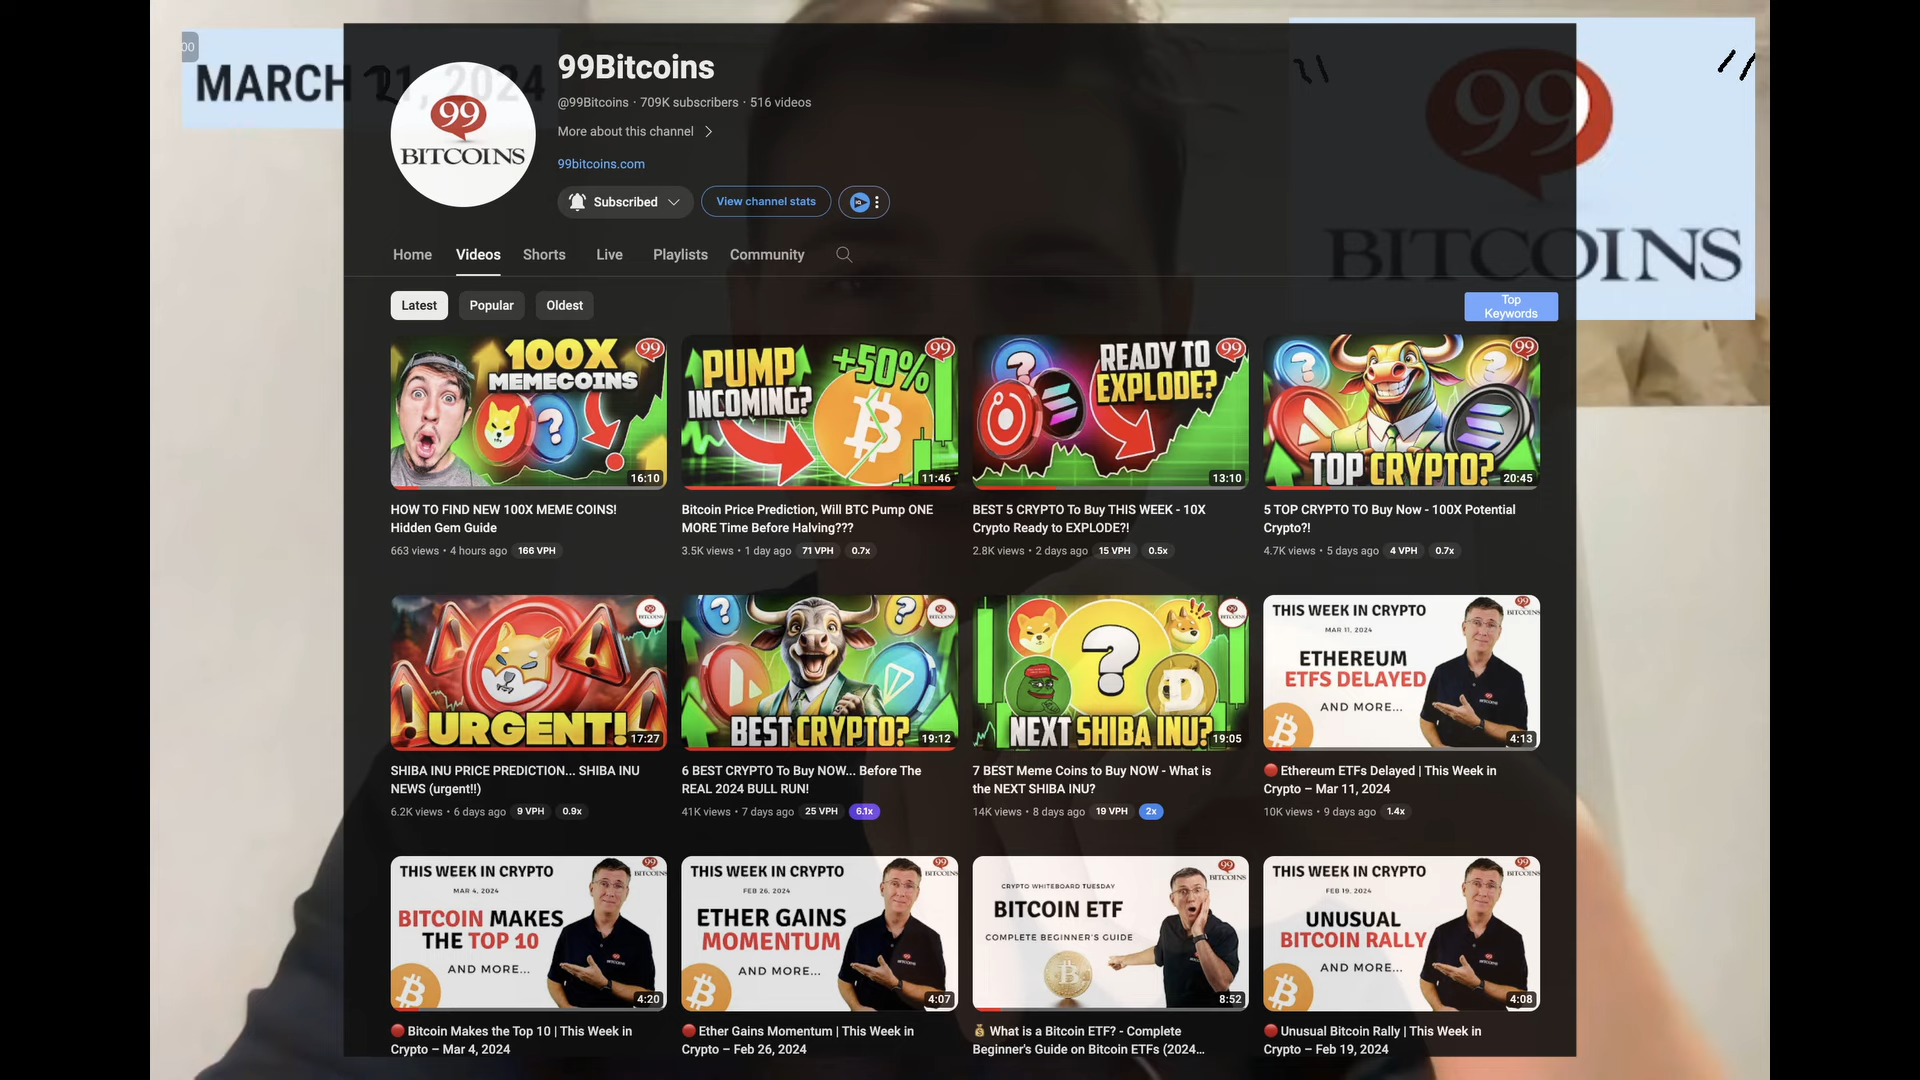 00
MARCH 21, 2024
99
BITCOINS
99Bitcoins
@99Bitcoins · 709K subscribers · 516 videos
More about this channel
99bitcoins.com
Subscribed
View channel stats
99
BITCOINS
Home
Videos
Shorts
Live
Playlists
Community
Latest
Popular
Oldest
Top
Keywords
100X
MEMECOINS
99
16:10
PUMP
INCOMING?
+50%
99
11:46
READY TO
EXPLODE?
99
13:10
TOP CRYPTO?
99
20:45
HOW TO FIND NEW 100X MEME COINS!
Hidden Gem Guide
663 views • 4 hours ago 166 VPH
Bitcoin Price Prediction, Will BTC Pump ONE
MORE Time Before Halving???
3.5K views • 1 day ago 71 VPH 0.7x
BEST 5 CRYPTO To Buy THIS WEEK - 10X
Crypto Ready to EXPLODE?!
2.8K views • 2 days ago 15 VPH 0.5x
5 TOP CRYPTO TO Buy Now - 100X Potential
Crypto?!
4.7K views • 5 days ago 4 VPH 0.7x
URGENT!
17:27
BEST CRYPTO?
19:12
NEXT SHIBA INU?
19:05
THIS WEEK IN CRYPTO
MAR 11, 2024
ETHEREUM
ETFS DELAYED
AND MORE...
99
BITCOINS
4:13
SHIBA INU PRICE PREDICTION... SHIBA INU
NEWS (urgent!!)
6.2K views • 6 days ago 9 VPH 0.9x
6 BEST CRYPTO To Buy NOW... Before The
REAL 2024 BULL RUN!
41K views • 7 days ago 25 VPH 6.1x
7 BEST Meme Coins to Buy NOW - What is
the NEXT SHIBA INU?
14K views • 8 days ago 19 VPH 2x
🔴 Ethereum ETFs Delayed | This Week in
Crypto – Mar 11, 2024
10K views • 9 days ago 1.4x
THIS WEEK IN CRYPTO
MAR 4, 2024
BITCOIN MAKES
THE TOP 10
AND MORE...
99
BITCOINS
4:20
THIS WEEK IN CRYPTO
FEB 26, 2024
ETHER GAINS
MOMENTUM
AND MORE...
99
BITCOINS
4:07
CRYPTO WHITEBOARD TUESDAY
BITCOIN ETF
COMPLETE BEGINNER'S GUIDE
99
BITCOINS
8:52
THIS WEEK IN CRYPTO
FEB 19, 2024
UNUSUAL
BITCOIN RALLY
AND MORE...
99
BITCOINS
4:08
🔴 Bitcoin Makes the Top 10 | This Week in
Crypto – Mar 4, 2024
🔴 Ether Gains Momentum | This Week in
Crypto – Feb 26, 2024
💰 What is a Bitcoin ETF? - Complete
Beginner's Guide on Bitcoin ETFs (2024...
🔴 Unusual Bitcoin Rally | This Week in
Crypto – Feb 19, 2024